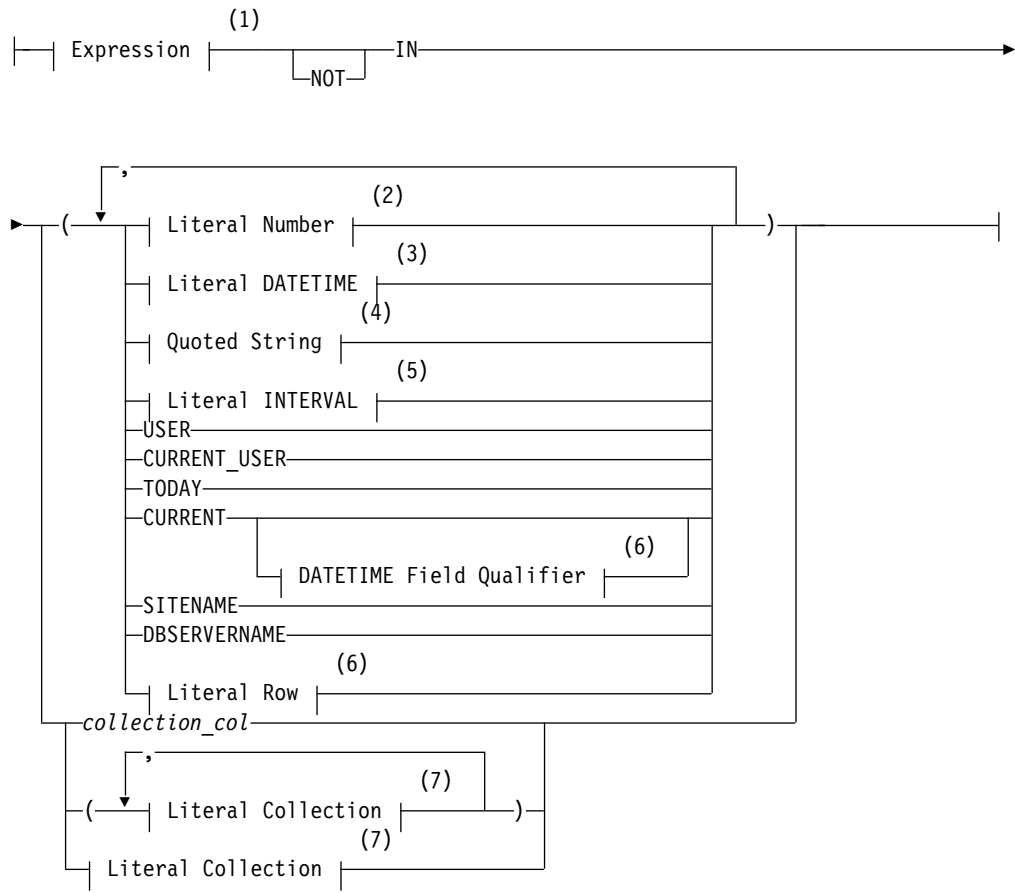 (1)
Expression IN
NOT
,
( Literal Number (2) )
Literal DATETIME (3)
Quoted String (4)
Literal INTERVAL (5)
USER
CURRENT_USER
TODAY
CURRENT
DATETIME Field Qualifier (6)
SITENAME
DBSERVERNAME
Literal Row (6)
collection_col
,
( Literal Collection (7) )
Literal Collection (7)